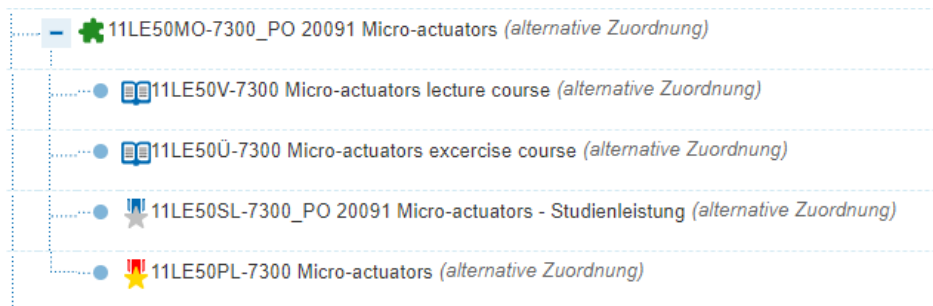 11LE50MO-7300_PO 20091 Micro-actuators (alternative Zuordnung)
11LE50V-7300 Micro-actuators lecture course (alternative Zuordnung)
11LE50Ü-7300 Micro-actuators excercise course (alternative Zuordnung)
11LE50SL-7300_PO 20091 Micro-actuators - Studienleistung (alternative Zuordnung)
11LE50PL-7300 Micro-actuators (alternative Zuordnung)